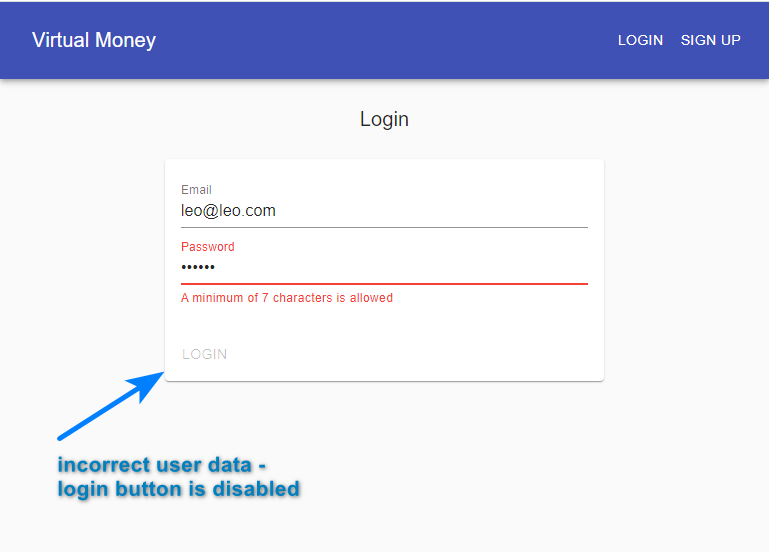 Virtual Money
LOGIN SIGN UP
Login
Email
leo@leo.com
Password
••••••
A minimum of 7 characters is allowed
LOGIN
incorrect user data -
login button is disabled